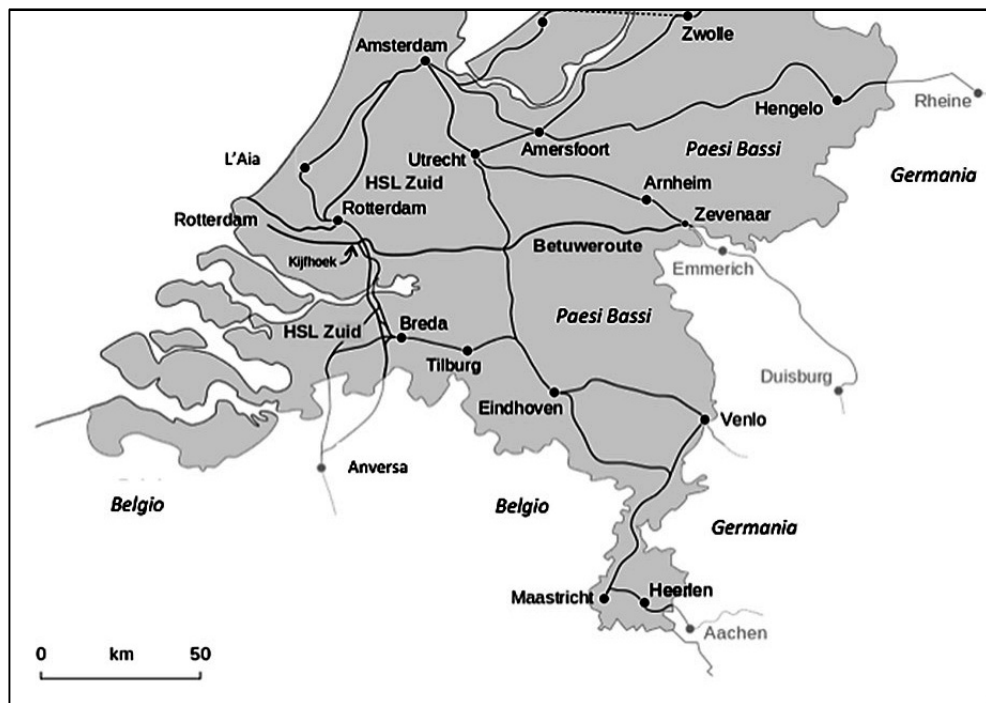 Zwolle
Amsterdam
Hengelo
Rheine
Amersfoort
Paesi Bassi
L'Aia
Utrecht
Germania
HSL Zuid
Arnheim
Rotterdam
Zevenaar
Rotterdam
Betuweroute
Kijfhoek
Emmerich
Paesi Bassi
HSL Zuid
Breda
Tilburg
Duisburg
Eindhoven
Venlo
Anversa
Belgio
Belgio
Germania
Maastricht
Heerlen
Aachen
0 km 50